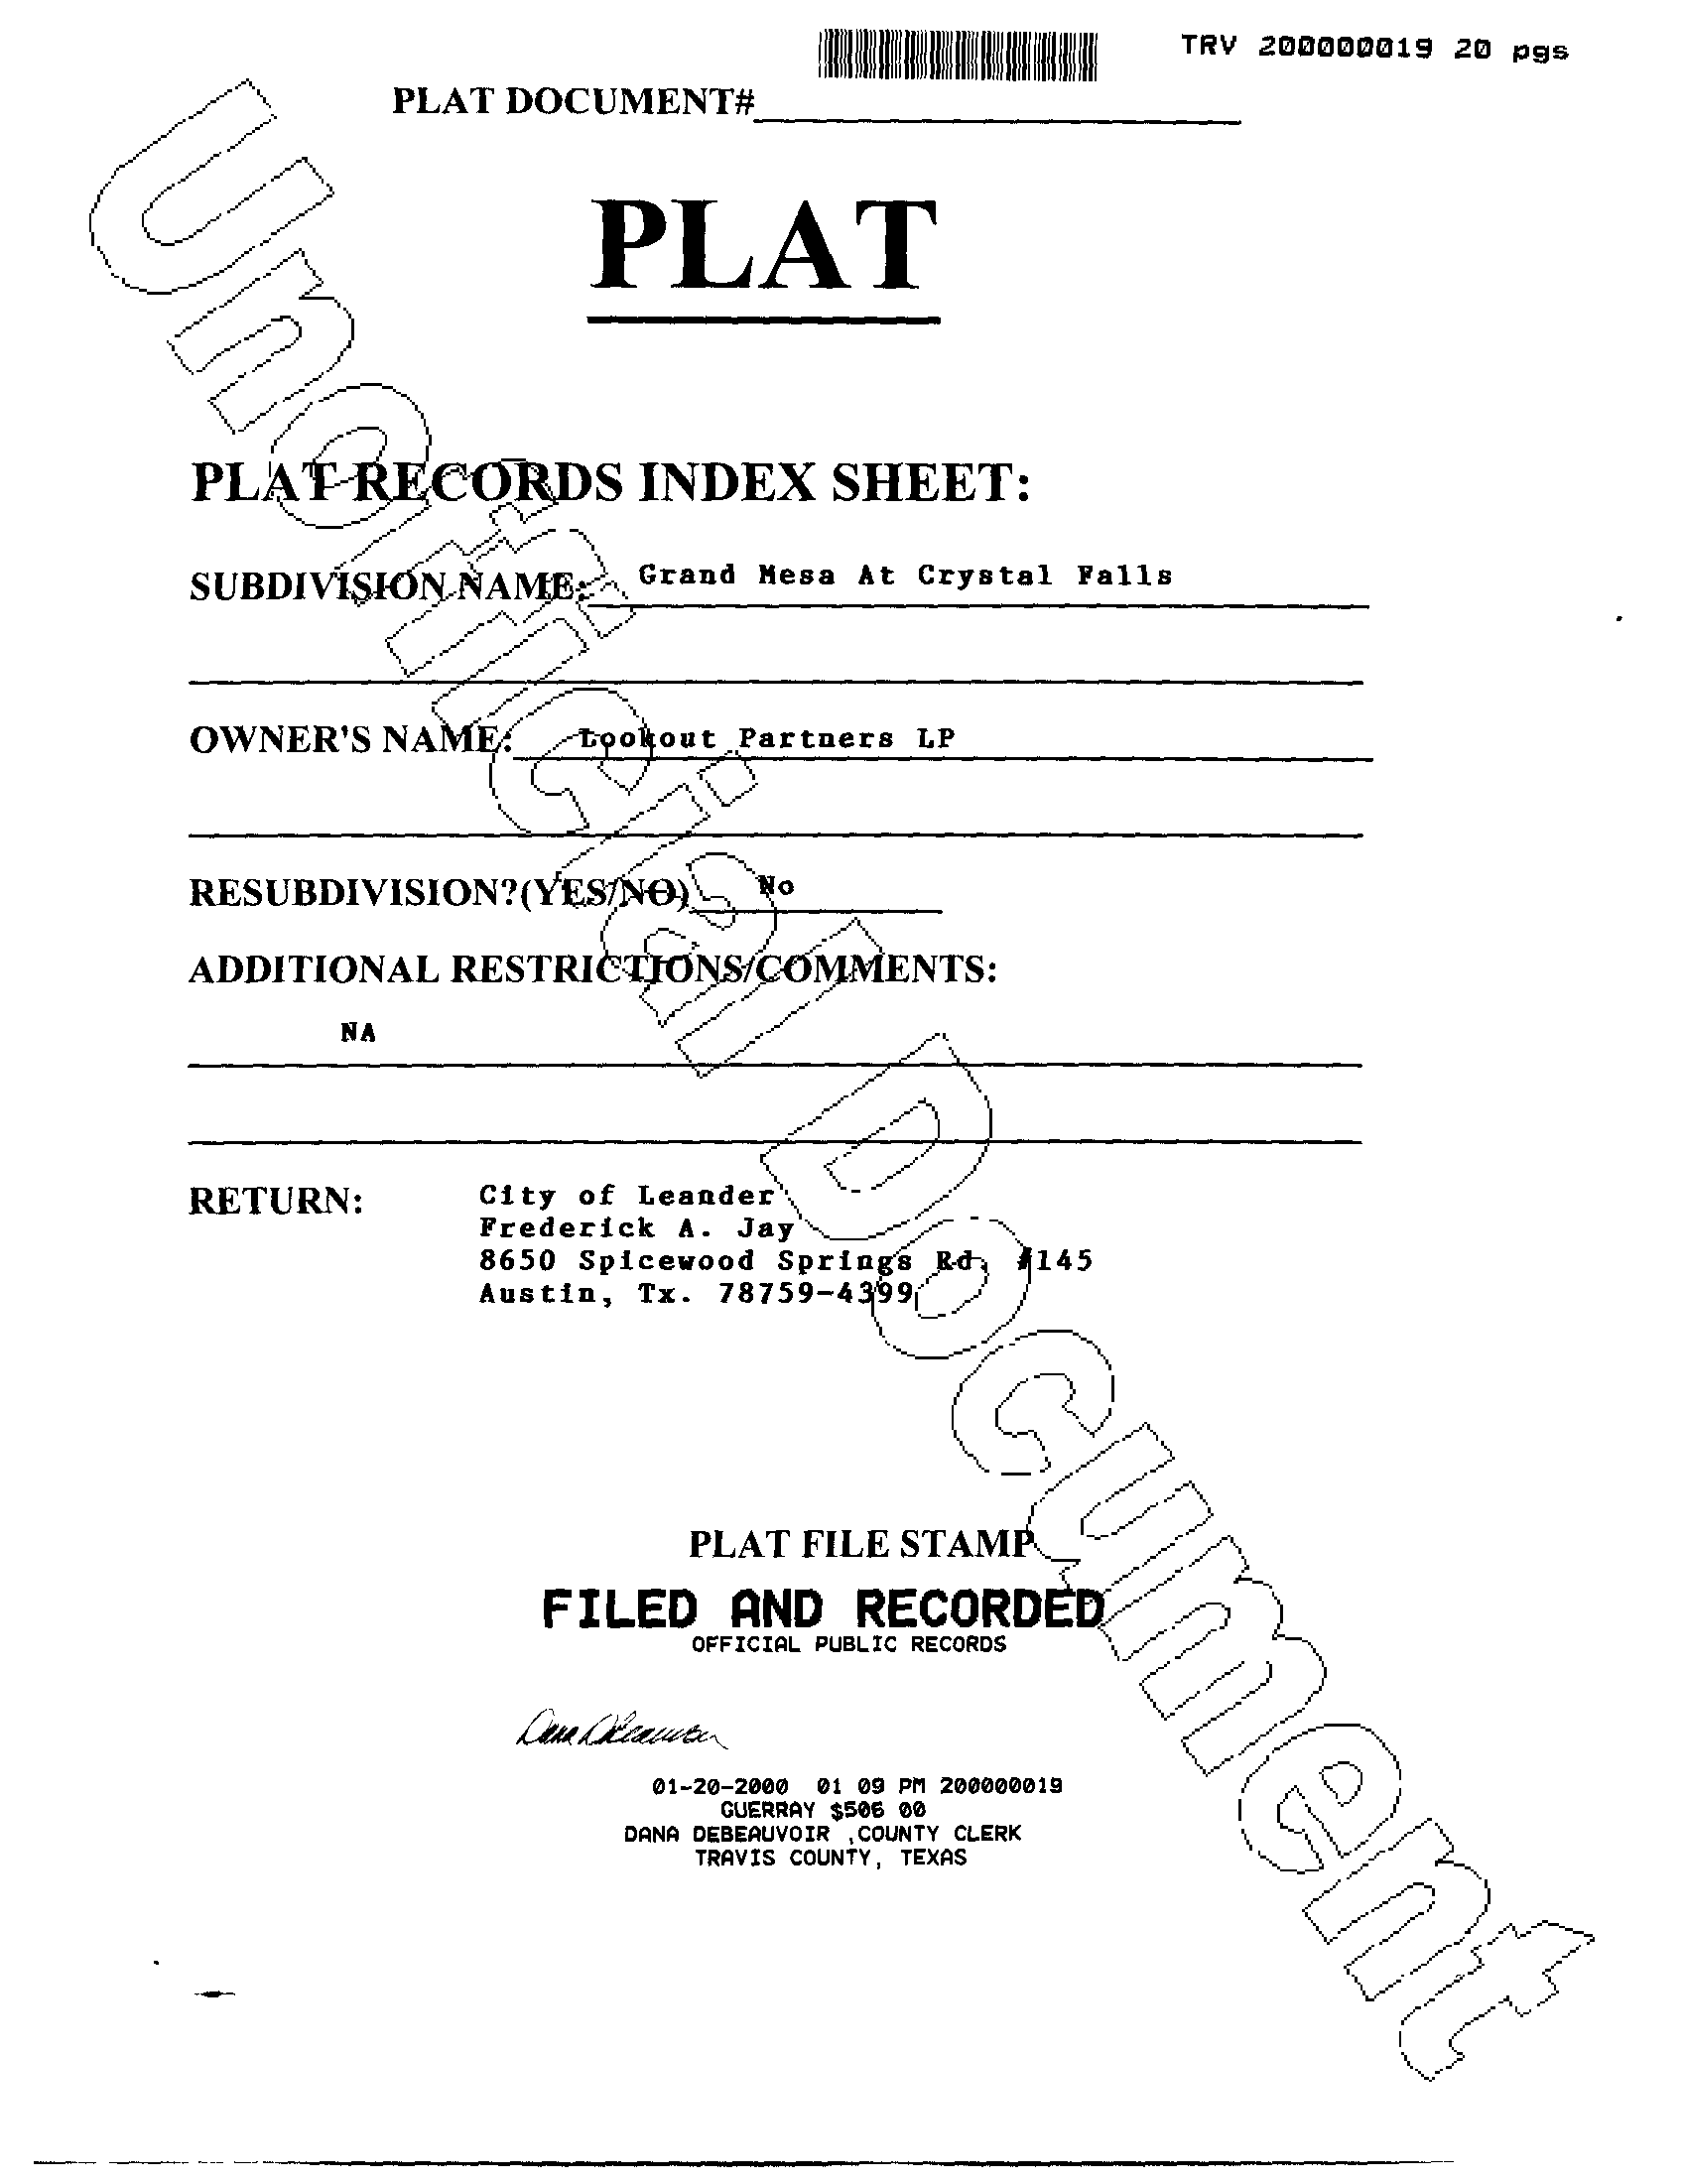 TRV 200000019 20 pgs
PLAT DOCUMENT#
PLAT
PLAT RECORDS INDEX SHEET:
SUBDIVISION NAME: Grand Mesa At Crystal Falls
OWNER'S NAME: Lookout Partners LP
RESUBDIVISION?(YES/NO) No
ADDITIONAL RESTRICTIONS/COMMENTS:
NA
RETURN: City of Leander
Frederick A. Jay
8650 Spicewood Springs Rd, #145
Austin, Tx. 78759-4399
PLAT FILE STAMP
FILED AND RECORDED
OFFICIAL PUBLIC RECORDS
Dana DeBeauvoir
01-20-2000 01 09 PM 200000019
GUERRAY $506 00
DANA DEBEAUVOIR ,COUNTY CLERK
TRAVIS COUNTY, TEXAS
Unofficial Document